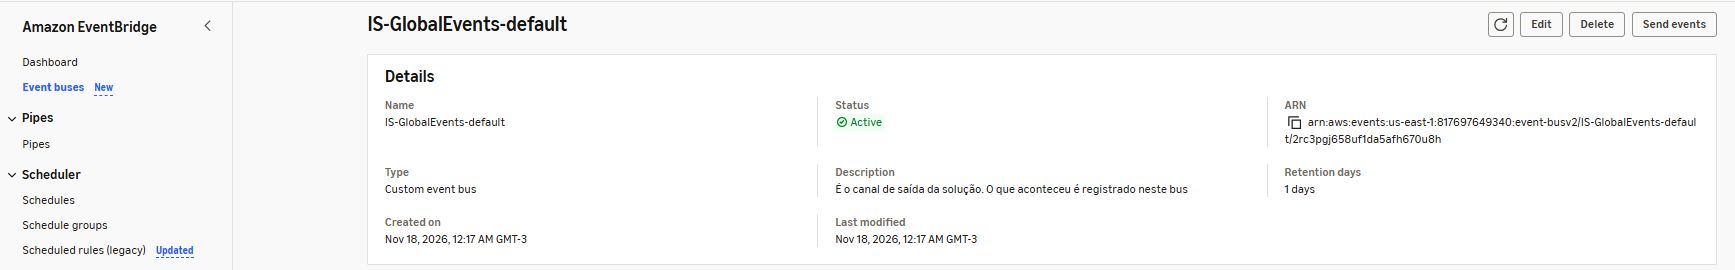 Amazon EventBridge
Dashboard
Event buses New
Pipes
Pipes
Scheduler
Schedules
Schedule groups
Scheduled rules (legacy) Updated
IS-GlobalEvents-default
Edit
Delete
Send events
Details
Name
IS-GlobalEvents-default
Status
Active
ARN
arn:aws:events:us-east-1:817697649340:event-busv2/IS-GlobalEvents-defaul
t/2rc3pgj658uf1da5afh670u8h
Type
Custom event bus
Description
É o canal de saída da solução. O que aconteceu é registrado neste bus
Retention days
1 days
Created on
Nov 18, 2026, 12:17 AM GMT-3
Last modified
Nov 18, 2026, 12:17 AM GMT-3